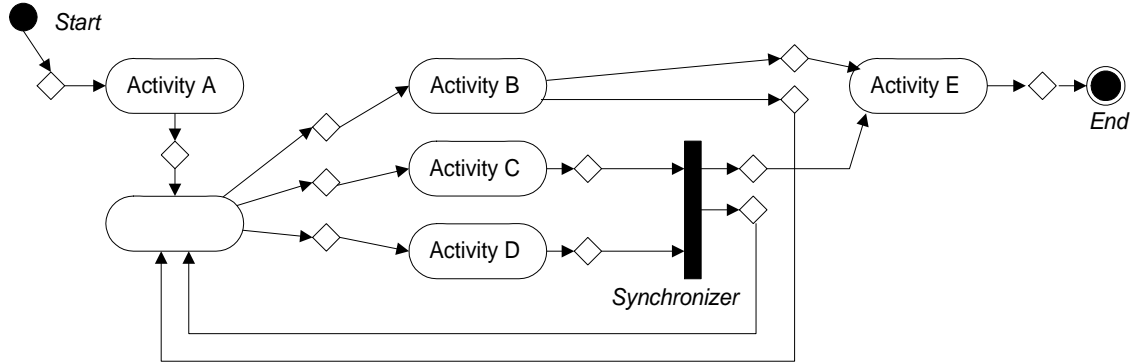 Start
Activity A
Activity B
Activity E
End
Activity C
Activity D
Synchronizer